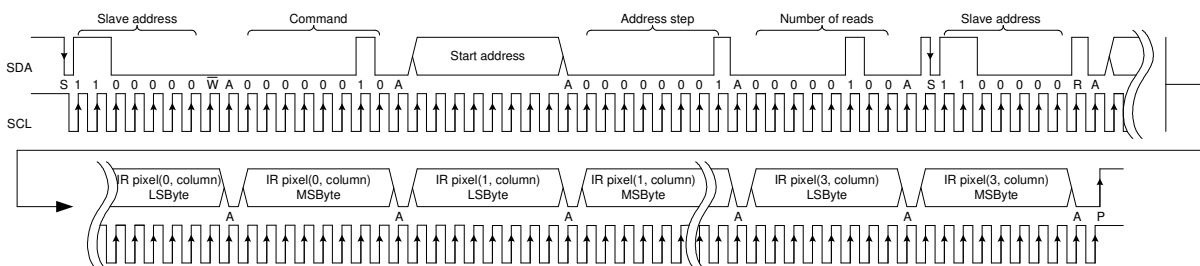 Slave address Command Address step Number of reads Slave address
SDA
Start address
S 1 1 0 0 0 0 0 W̅ A 0 0 0 0 0 0 1 0 A A 0 0 0 0 0 0 0 1 A 0 0 0 0 0 1 0 0 A S 1 1 0 0 0 0 0 R A
SCL
IR pixel(0, column) IR pixel(0, column) IR pixel(1, column) IR pixel(1, column) IR pixel(3, column) IR pixel(3, column)
LSByte MSByte LSByte MSByte LSByte MSByte
A A A A A A P